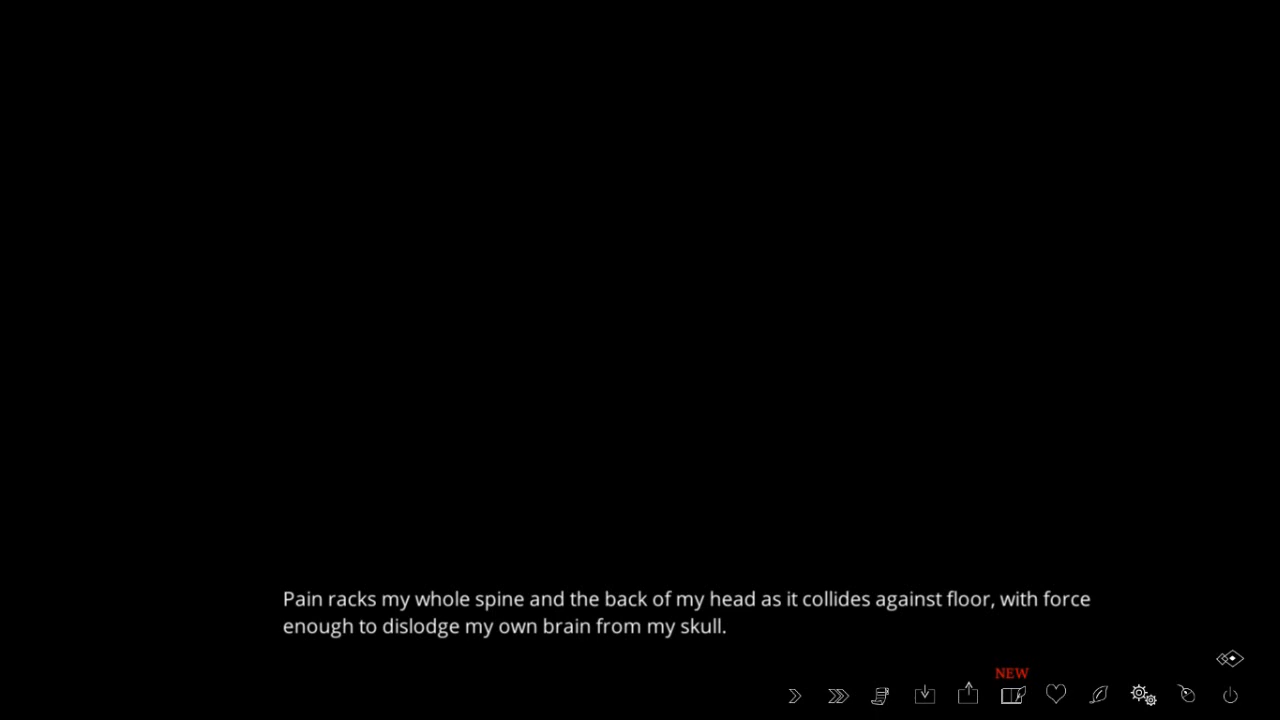 Pain racks my whole spine and the back of my head as it collides against floor, with force
enough to dislodge my own brain from my skull.
NEW